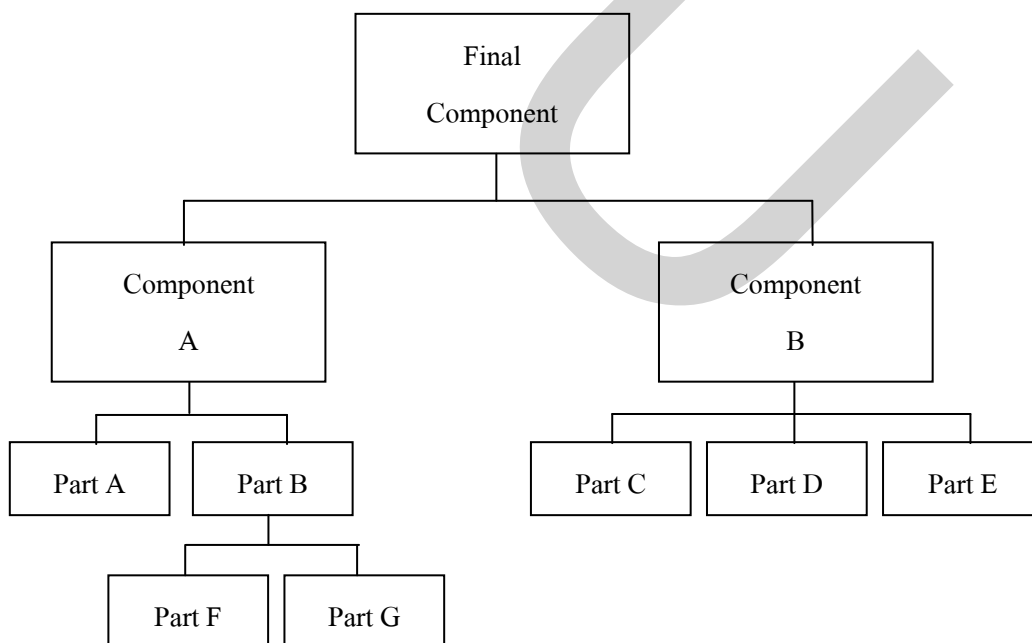 Final
Component
Component
A
Component
B
Part A
Part B
Part C
Part D
Part E
Part F
Part G